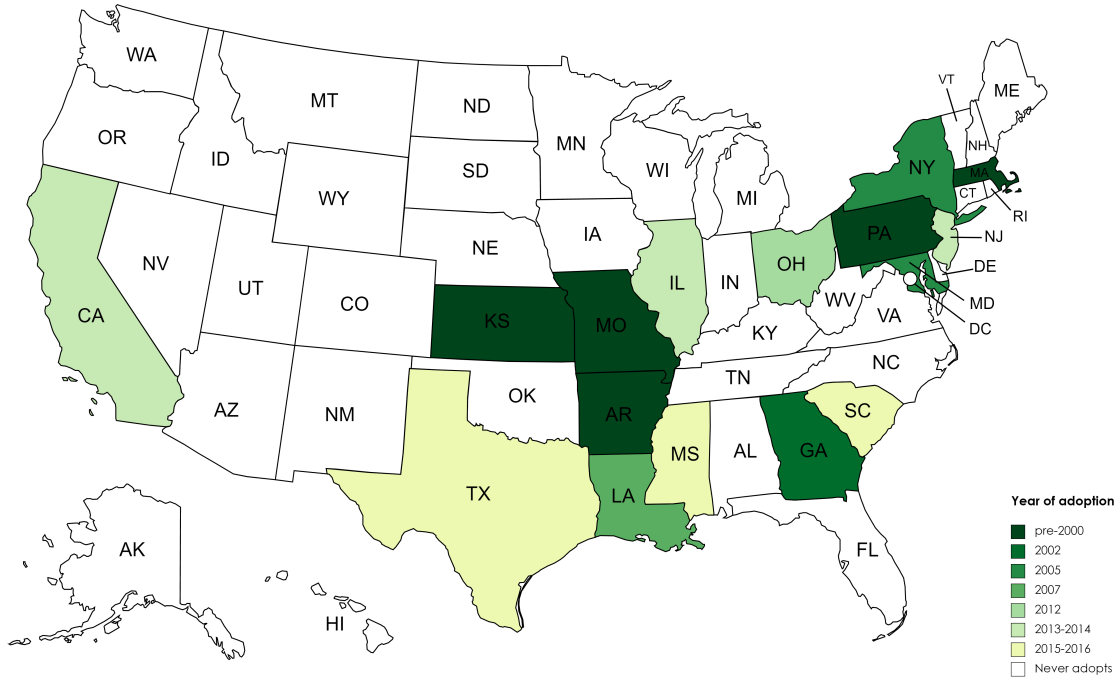 WA
MT
ND
MN
VT
ME
OR
ID
SD
WI
MI
NY
NH
MA
CT
RI
WY
NE
IA
PA
NJ
NV
UT
CO
IL
IN
OH
DE
WV
VA
MD
DC
CA
KS
MO
KY
AZ
NM
OK
TN
NC
AR
SC
TX
LA
MS
AL
GA
FL
AK
HI
Year of adoption
pre-2000
2002
2005
2007
2012
2013-2014
2015-2016
Never adopts